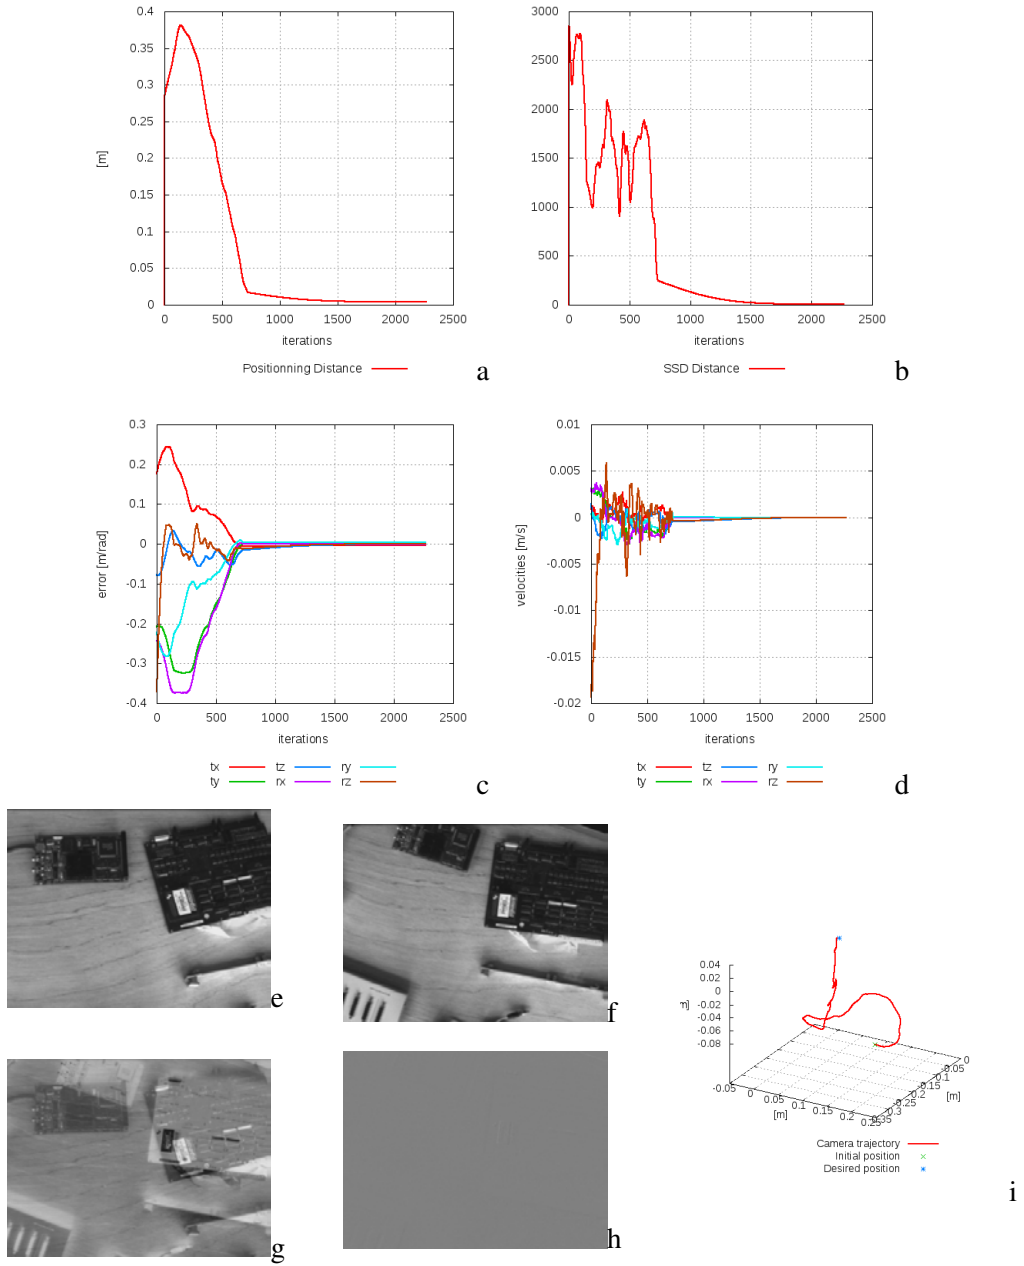 0.4
0.35
0.3
0.25
0.2
0.15
0.1
0.05
0
[m]
0 500 1000 1500 2000 2500
iterations
Positionning Distance
a
3000
2500
2000
1500
1000
500
0
0 500 1000 1500 2000 2500
iterations
SSD Distance
b
0.3
0.2
0.1
0
-0.1
-0.2
-0.3
-0.4
error [m/rad]
0 500 1000 1500 2000 2500
iterations
tx tz ry
ty rx rz
c
0.01
0.005
0
-0.005
-0.01
-0.015
-0.02
velocities [m/s]
0 500 1000 1500 2000 2500
iterations
tx tz ry
ty rx rz
d
e
f
g
h
0.04
0.02
0
-0.02
-0.04
-0.06
-0.08
-0.05 0 0.05 0.1 0.15 0.2 0.25
[m]
0
-0.05
-0.1
-0.15
-0.2
-0.25
-0.3
-0.35
[m]
Camera trajectory
Initial position
Desired position
i